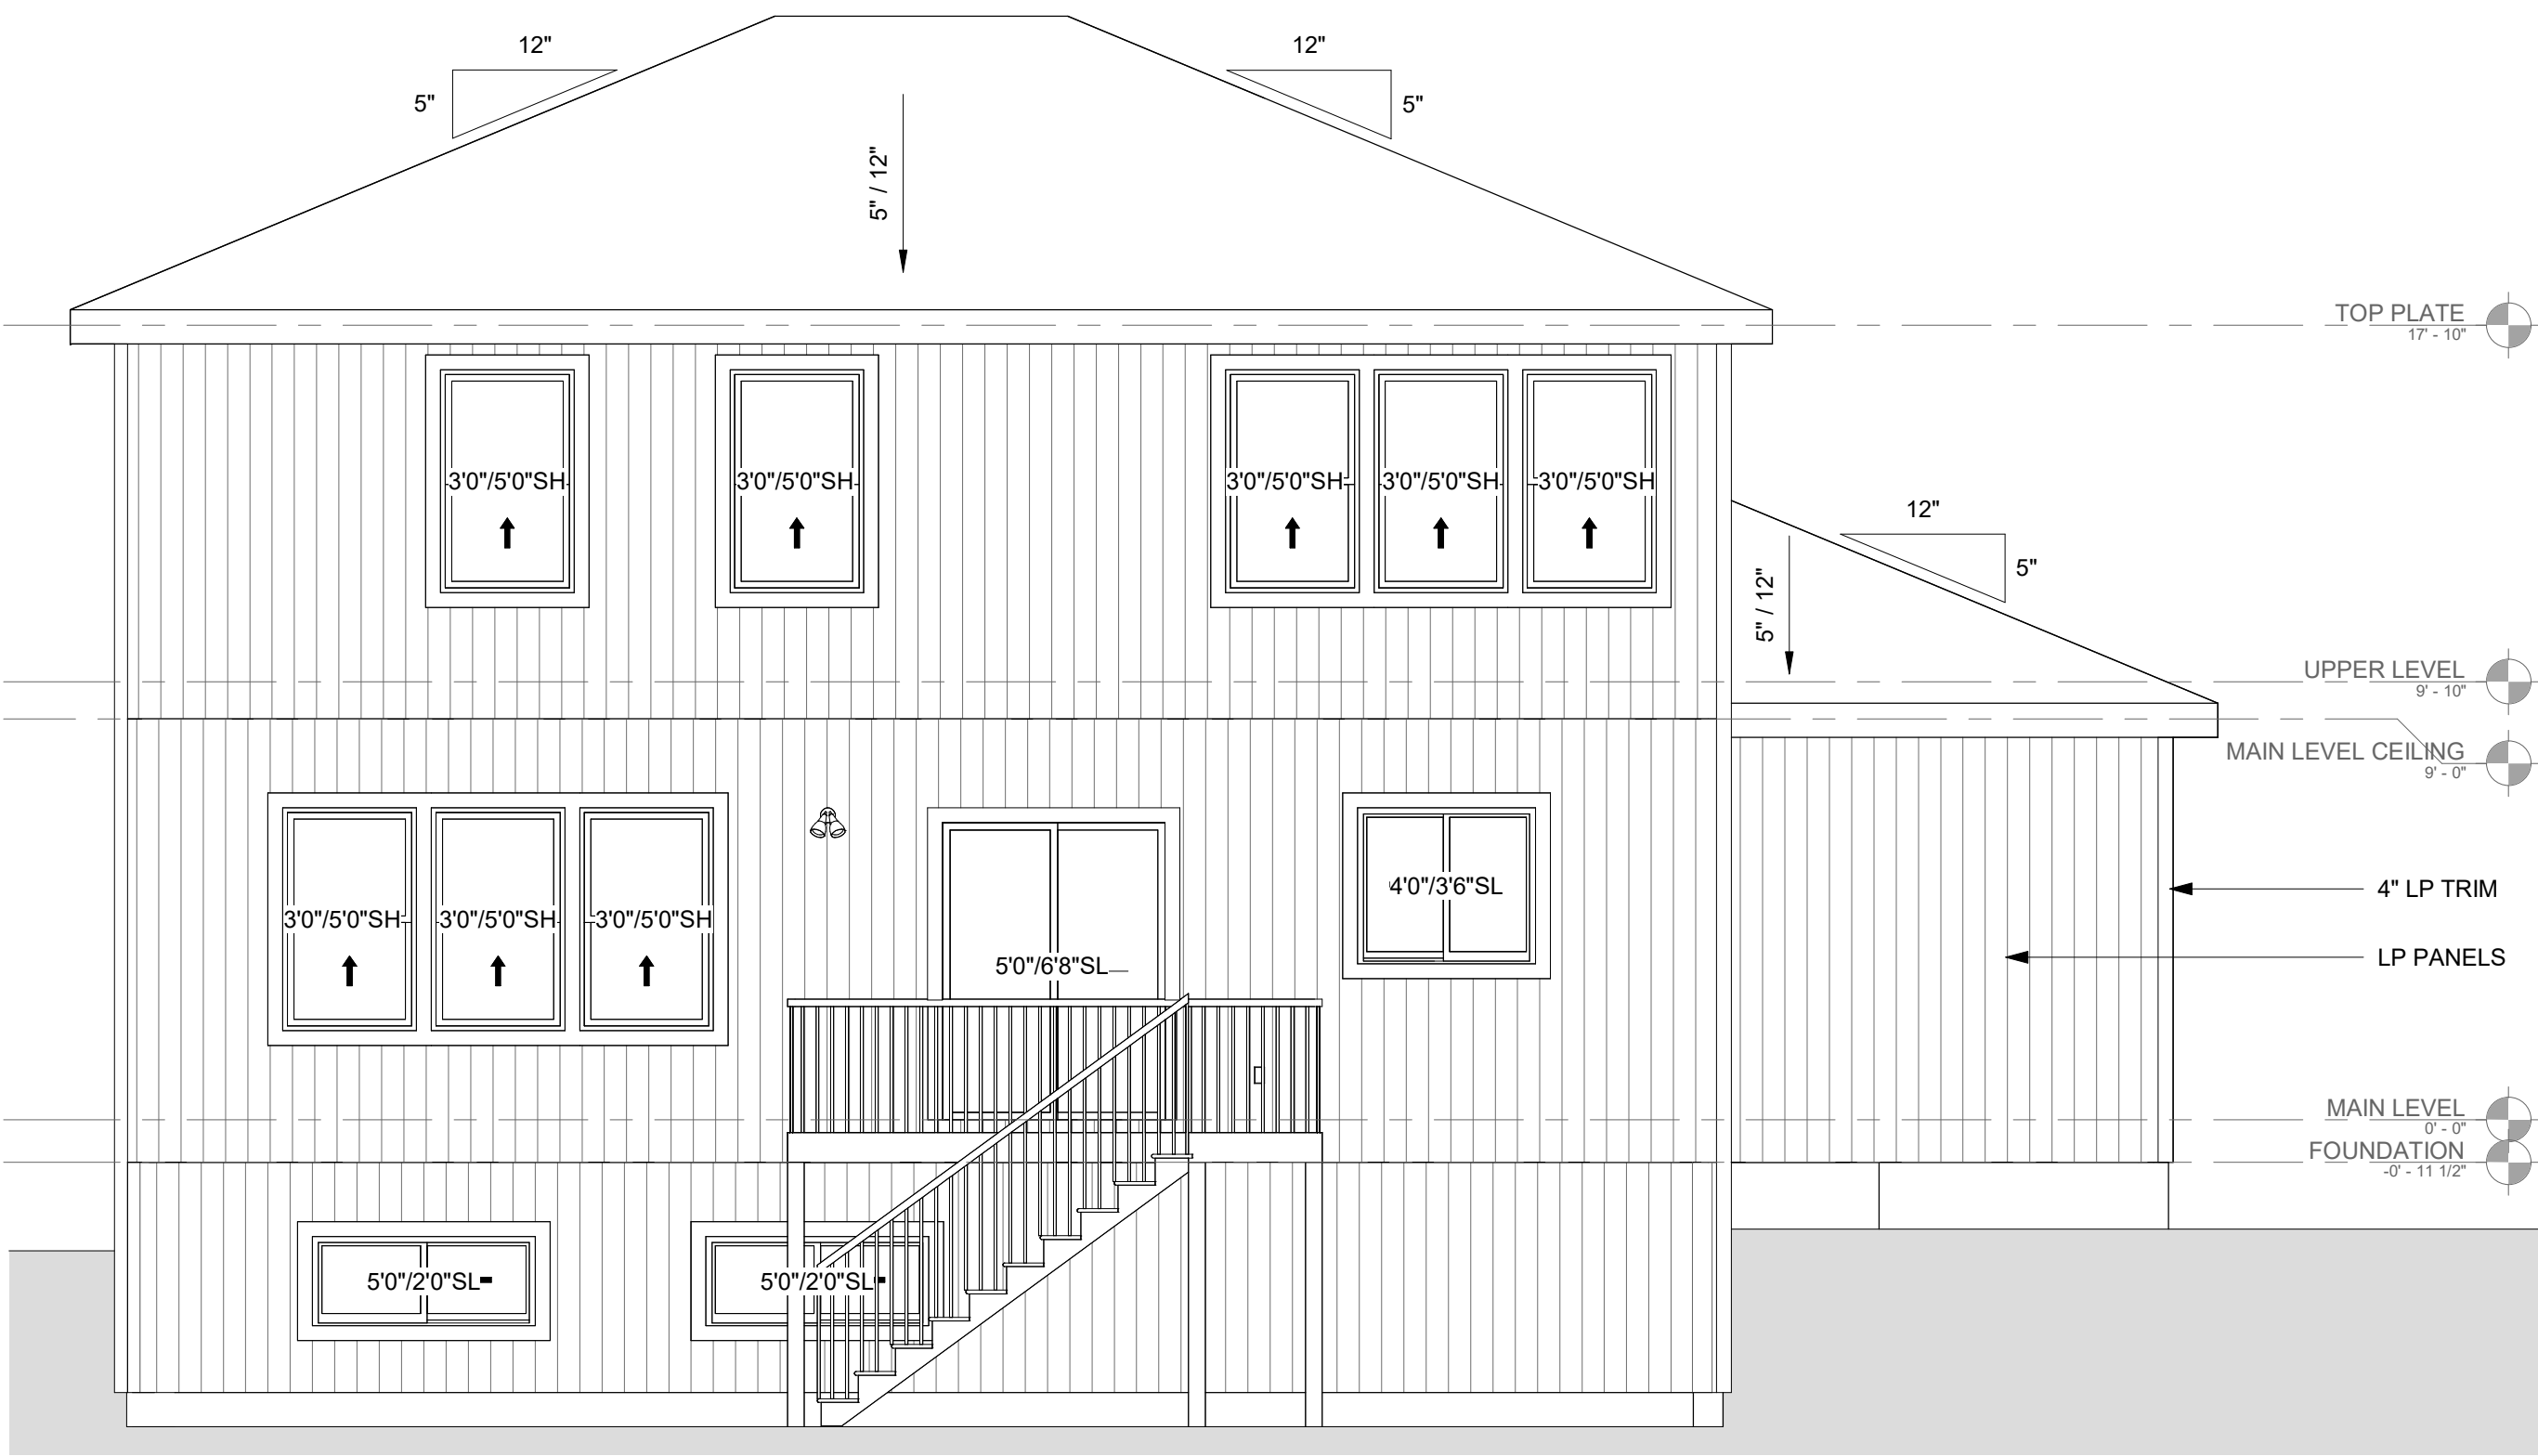 12"
12"
5"
5"
5" / 12"
TOP PLATE
17' - 10"
3'0"/5'0"SH
3'0"/5'0"SH
3'0"/5'0"SH
3'0"/5'0"SH
3'0"/5'0"SH
12"
5"
5" / 12"
UPPER LEVEL
9' - 10"
MAIN LEVEL CEILING
9' - 0"
4'0"/3'6"SL
4" LP TRIM
3'0"/5'0"SH
3'0"/5'0"SH
3'0"/5'0"SH
5'0"/6'8"SL
LP PANELS
MAIN LEVEL
0' - 0"
FOUNDATION
-0' - 11 1/2"
5'0"/2'0"SL
5'0"/2'0"SL